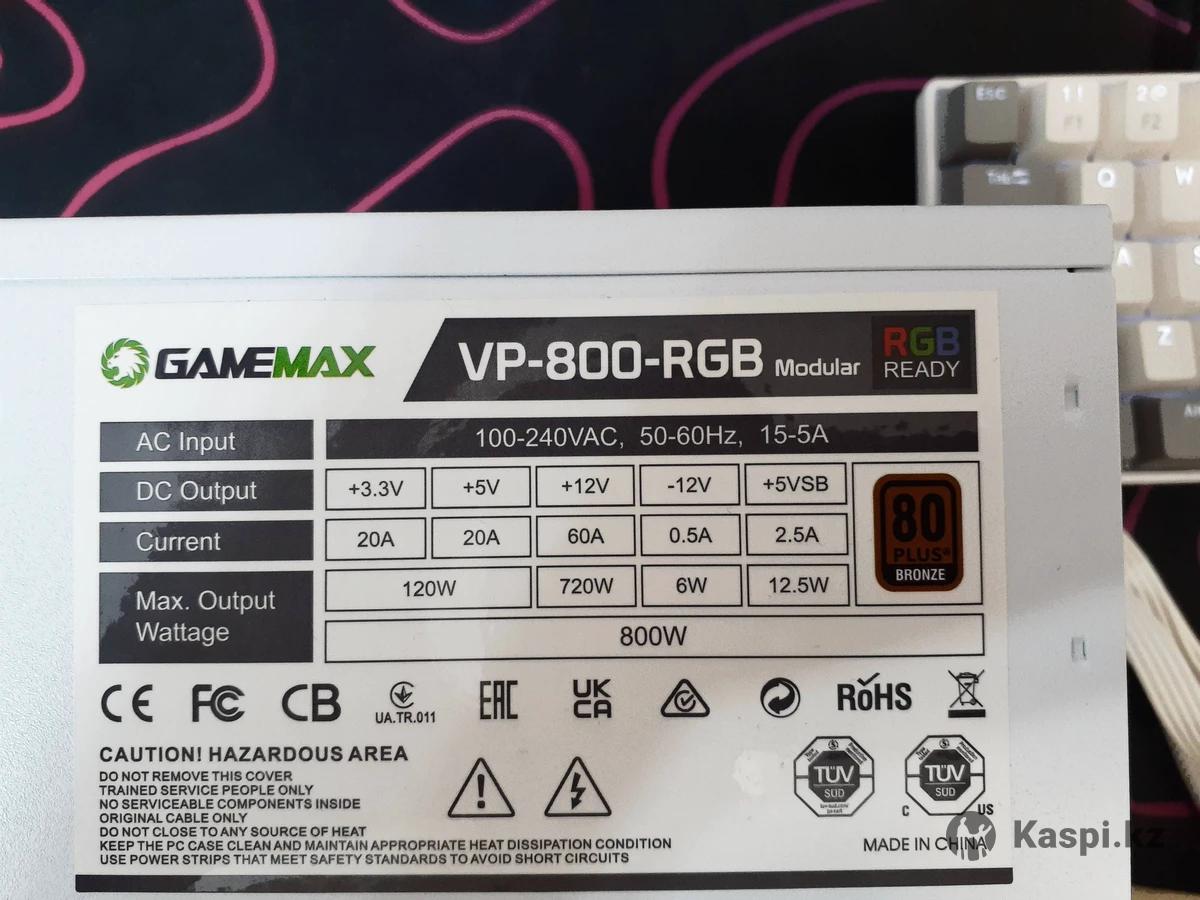 Esc 1! 2@
F1 F2
Tab Q W
A S
Z
GAMEMAX VP-800-RGB Modular RGB READY
AC Input 100-240VAC, 50-60Hz, 15-5A
DC Output +3.3V +5V +12V -12V +5VSB
Current 20A 20A 60A 0.5A 2.5A
Max. Output Wattage 120W 720W 6W 12.5W
800W
80 PLUS® BRONZE
CE FC CB UA.TR.011 EAC UK CA RoHS
CAUTION! HAZARDOUS AREA
DO NOT REMOVE THIS COVER
TRAINED SERVICE PEOPLE ONLY
NO SERVICEABLE COMPONENTS INSIDE
ORIGINAL CABLE ONLY
DO NOT CLOSE TO ANY SOURCE OF HEAT
KEEP THE PC CASE CLEAN AND MAINTAIN APPROPRIATE HEAT DISSIPATION CONDITION
USE POWER STRIPS THAT MEET SAFETY STANDARDS TO AVOID SHORT CIRCUITS
TÜV SÜD
C TÜV SÜD US
MADE IN CHINA
Kaspi.kz